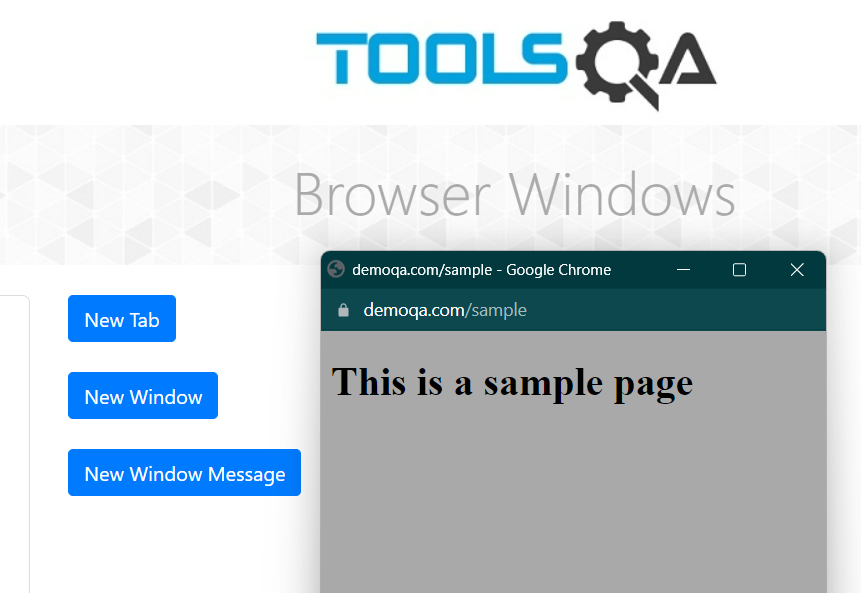 TOOLSQA
Browser Windows
demoqa.com/sample - Google Chrome
demoqa.com/sample
This is a sample page
New Tab
New Window
New Window Message